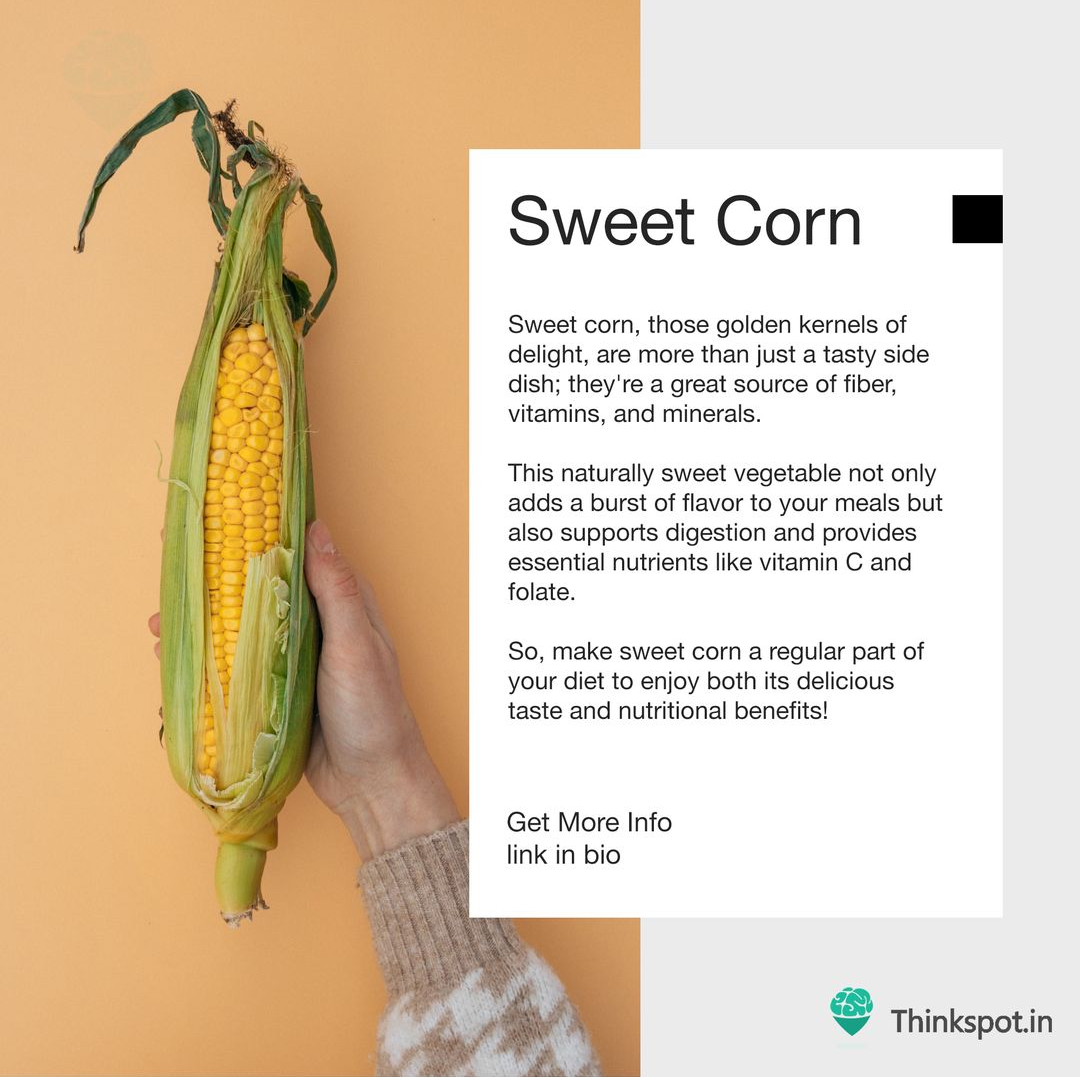 Sweet Corn
Sweet corn, those golden kernels of
delight, are more than just a tasty side
dish; they're a great source of fiber,
vitamins, and minerals.
This naturally sweet vegetable not only
adds a burst of flavor to your meals but
also supports digestion and provides
essential nutrients like vitamin C and
folate.
So, make sweet corn a regular part of
your diet to enjoy both its delicious
taste and nutritional benefits!
Get More Info
link in bio
Thinkspot.in